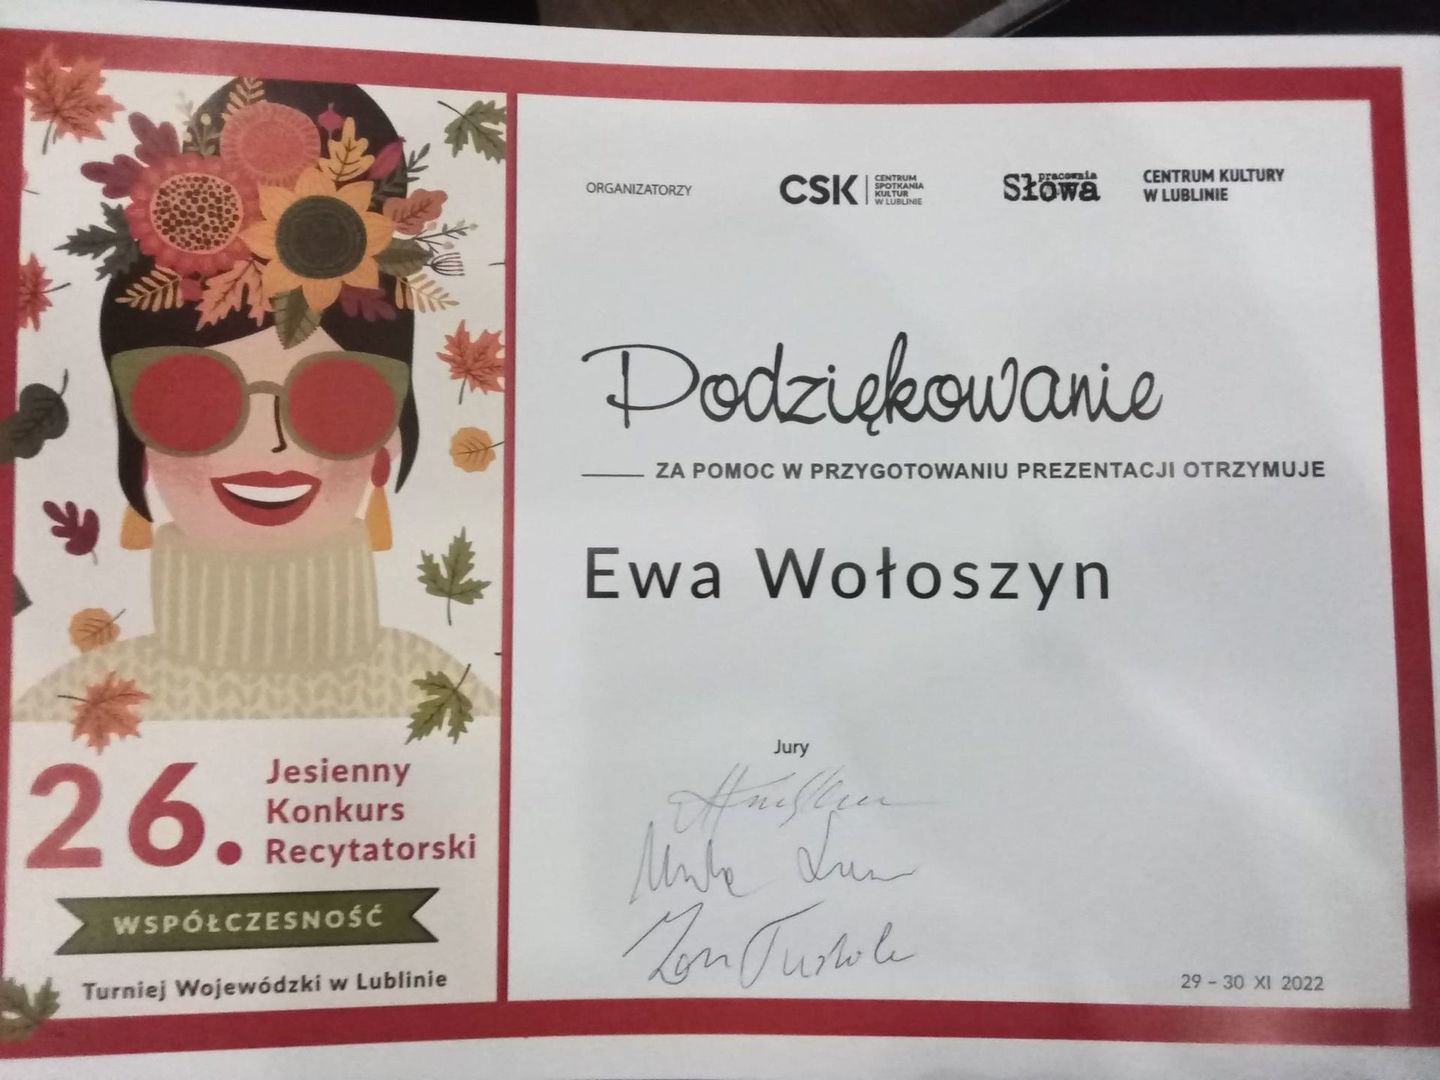 ORGANIZATORZY
CSK
CENTRUM
SPOTKANIA
KULTUR
W LUBLINIE
pracownia
Słowa
CENTRUM KULTURY
W LUBLINIE
Podziękowanie
ZA POMOC W PRZYGOTOWANIU PREZENTACJI OTRZYMUJE
Ewa Wołoszyn
Jury
29 – 30 XI 2022
26.
Jesienny
Konkurs
Recytatorski
WSPÓŁCZESNOŚĆ
Turniej Wojewódzki w Lublinie